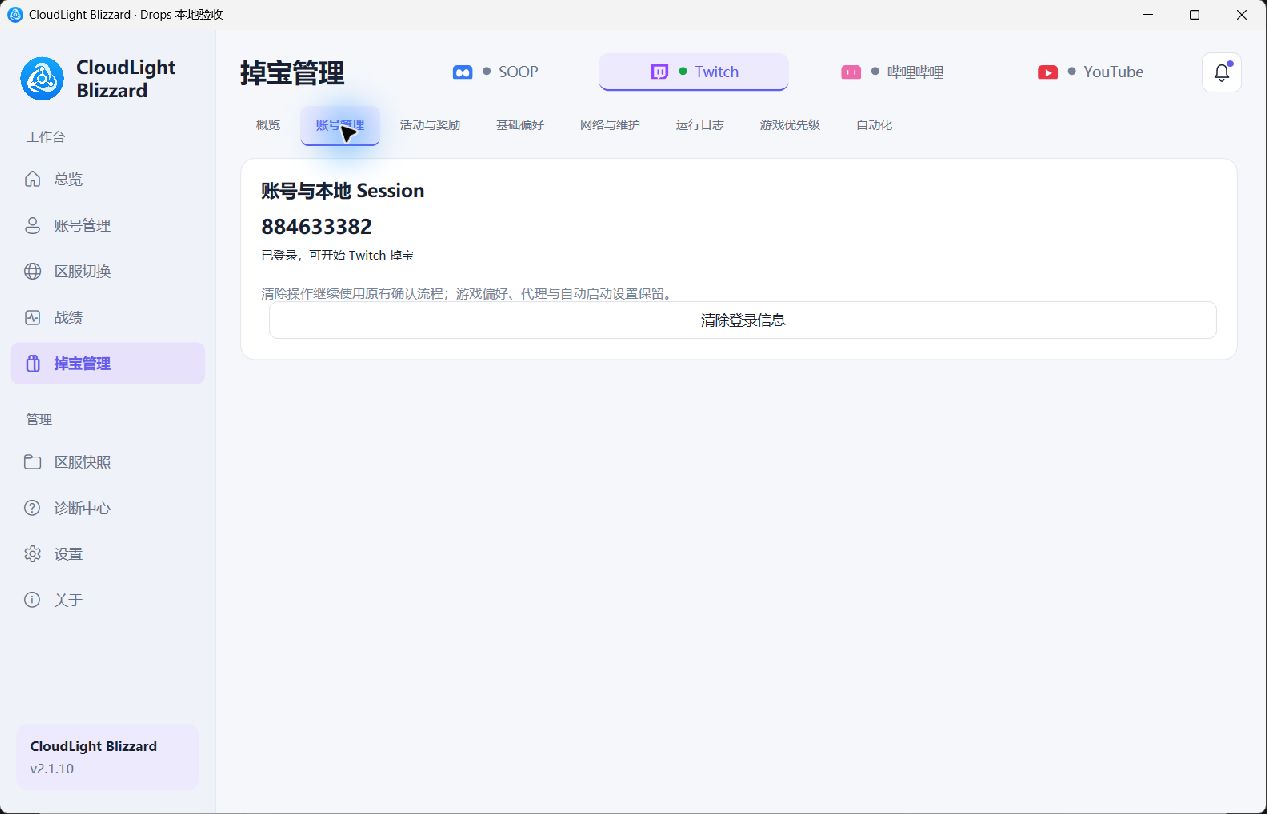 CloudLight Blizzard · Drops 本地验收
CloudLight
Blizzard
工作台
总览
账号管理
区服切换
战绩
掉宝管理
管理
区服快照
诊断中心
设置
关于
CloudLight Blizzard
v2.1.10
掉宝管理
SOOP
Twitch
哔哩哔哩
YouTube
概览 账号管理 活动与奖励 基础偏好 网络与维护 运行日志 游戏优先级 自动化
账号与本地 Session
884633382
已登录，可开始 Twitch 掉宝
清除操作继续使用原有确认流程；游戏偏好、代理与自动启动设置保留。
清除登录信息